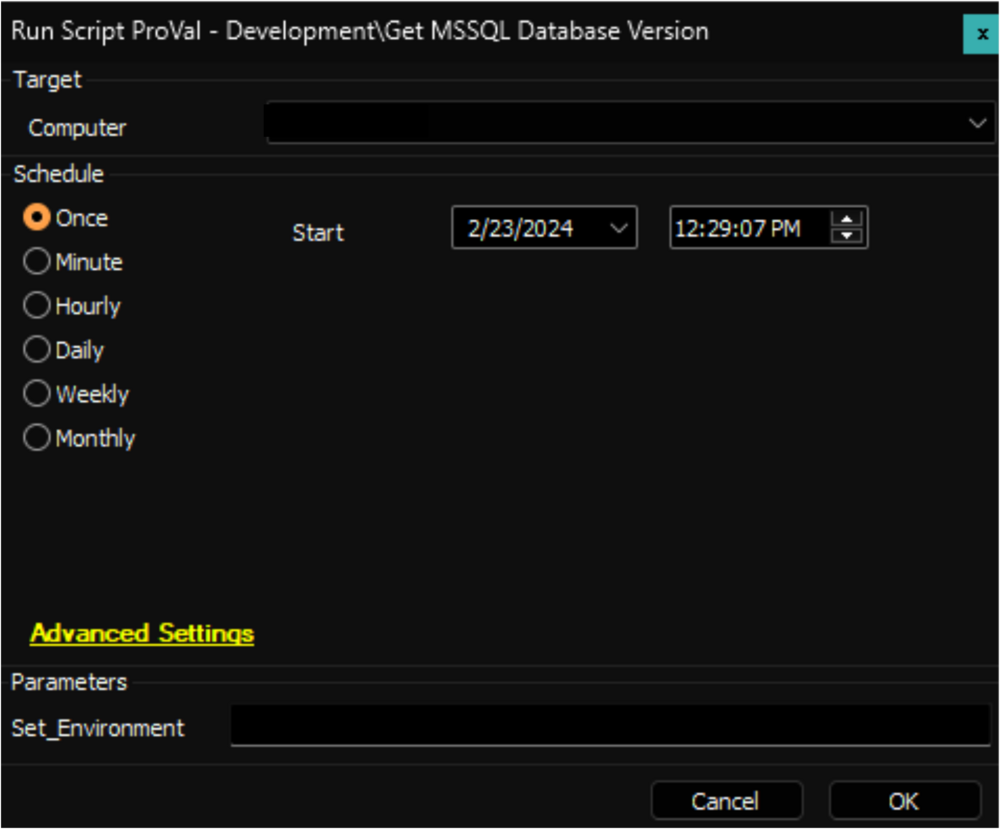 Run Script ProVal - Development\Get MSSQL Database Version x
Target
Computer
Schedule
Once
Start 2/23/2024 12:29:07 PM
Minute
Hourly
Daily
Weekly
Monthly
Advanced Settings
Parameters
Set_Environment
Cancel OK